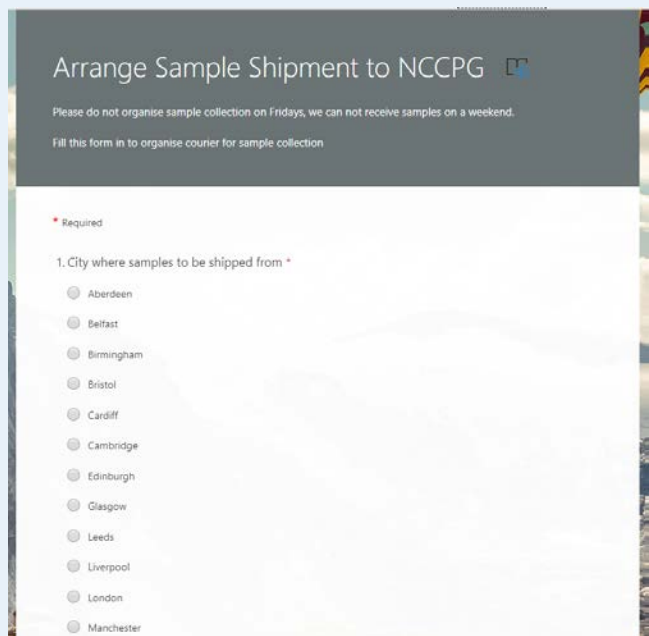 Arrange Sample Shipment to NCCPG
Please do not organise sample collection on Fridays, we can not receive samples on a weekend.
Fill this form in to organise courier for sample collection
* Required
1. City where samples to be shipped from *
Aberdeen
Belfast
Birmingham
Bristol
Cardiff
Cambridge
Edinburgh
Glasgow
Leeds
Liverpool
London
Manchester